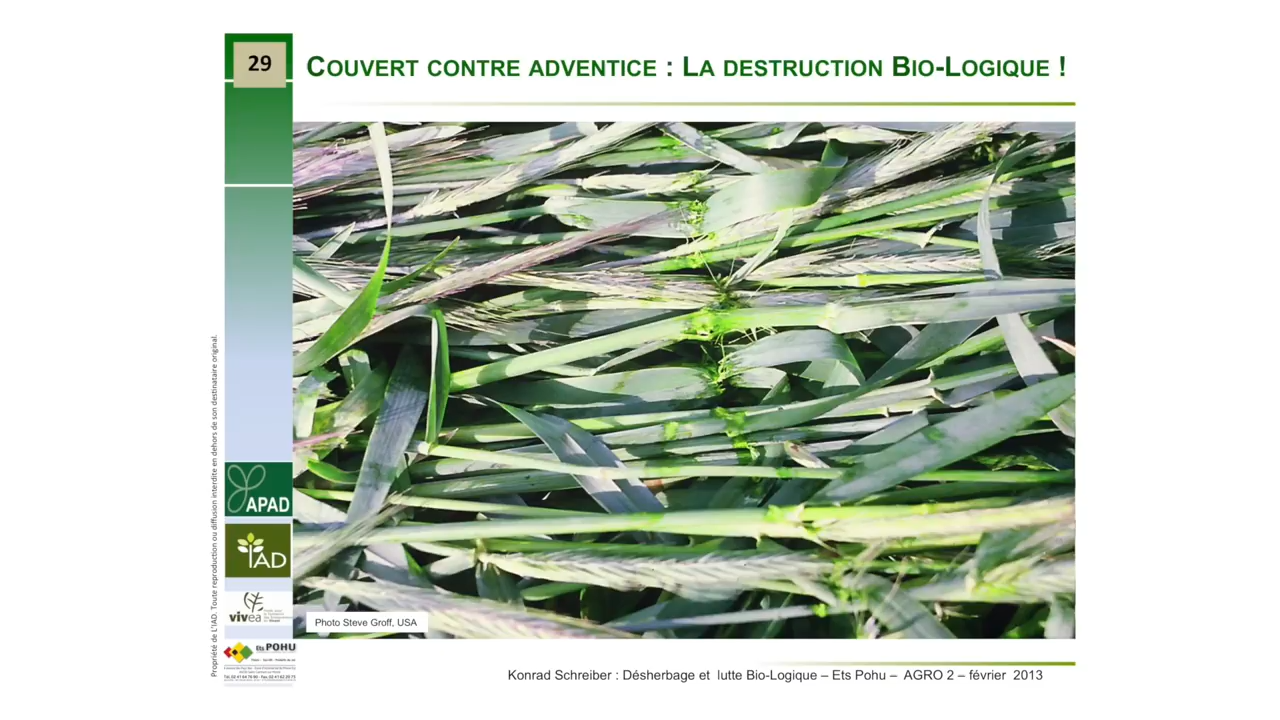 29
COUVERT CONTRE ADVENTICE : LA DESTRUCTION BIO-LOGIQUE !
Propriété de L'IAD. Toute reproduction ou diffusion interdite en dehors de son destinataire original.
APAD
IAD
vivea
Ets POHU
Photo Steve Groff, USA
Konrad Schreiber : Désherbage et lutte Bio-Logique – Ets Pohu – AGRO 2 – février 2013